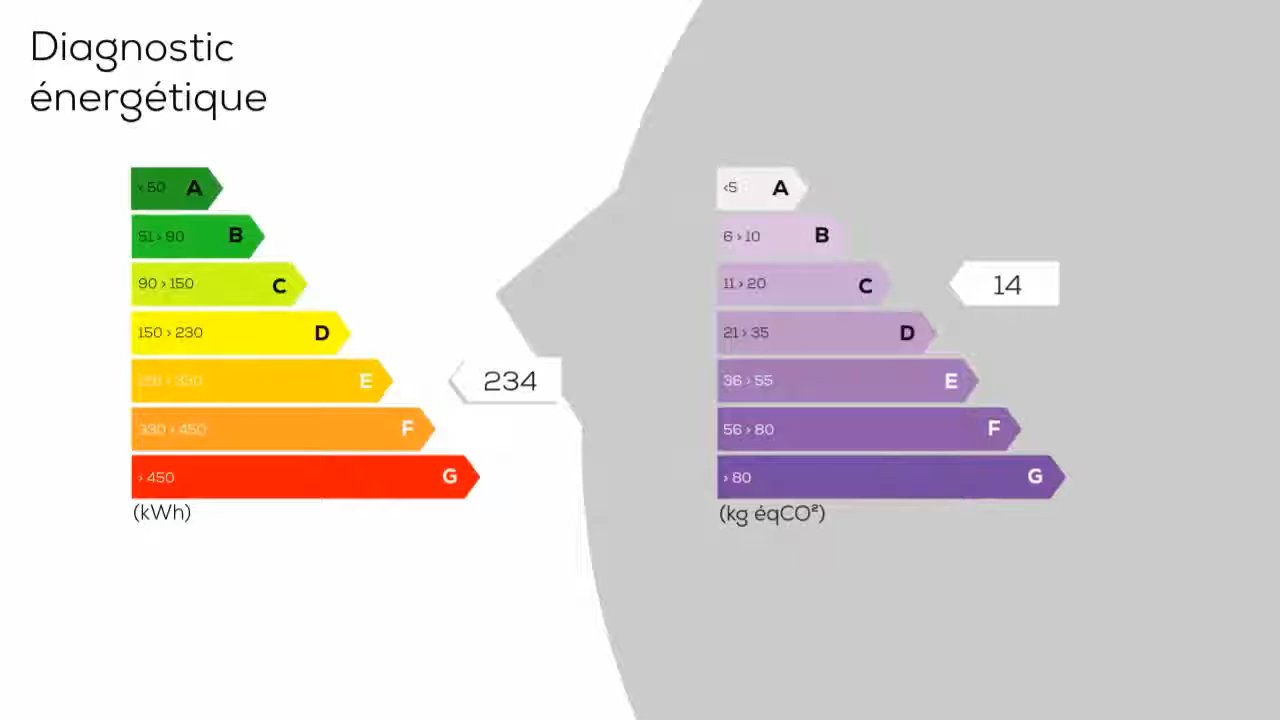 Diagnostic
énergétique
< 50 A
51 > 90 B
90 > 150 C
150 > 230 D
E
234
330 > 450 F
> 450 G
(kWh)
<5 A
6 > 10 B
11 > 20 C
14
21 > 35 D
36 > 55 E
56 > 80 F
> 80 G
(kg éqCO²)